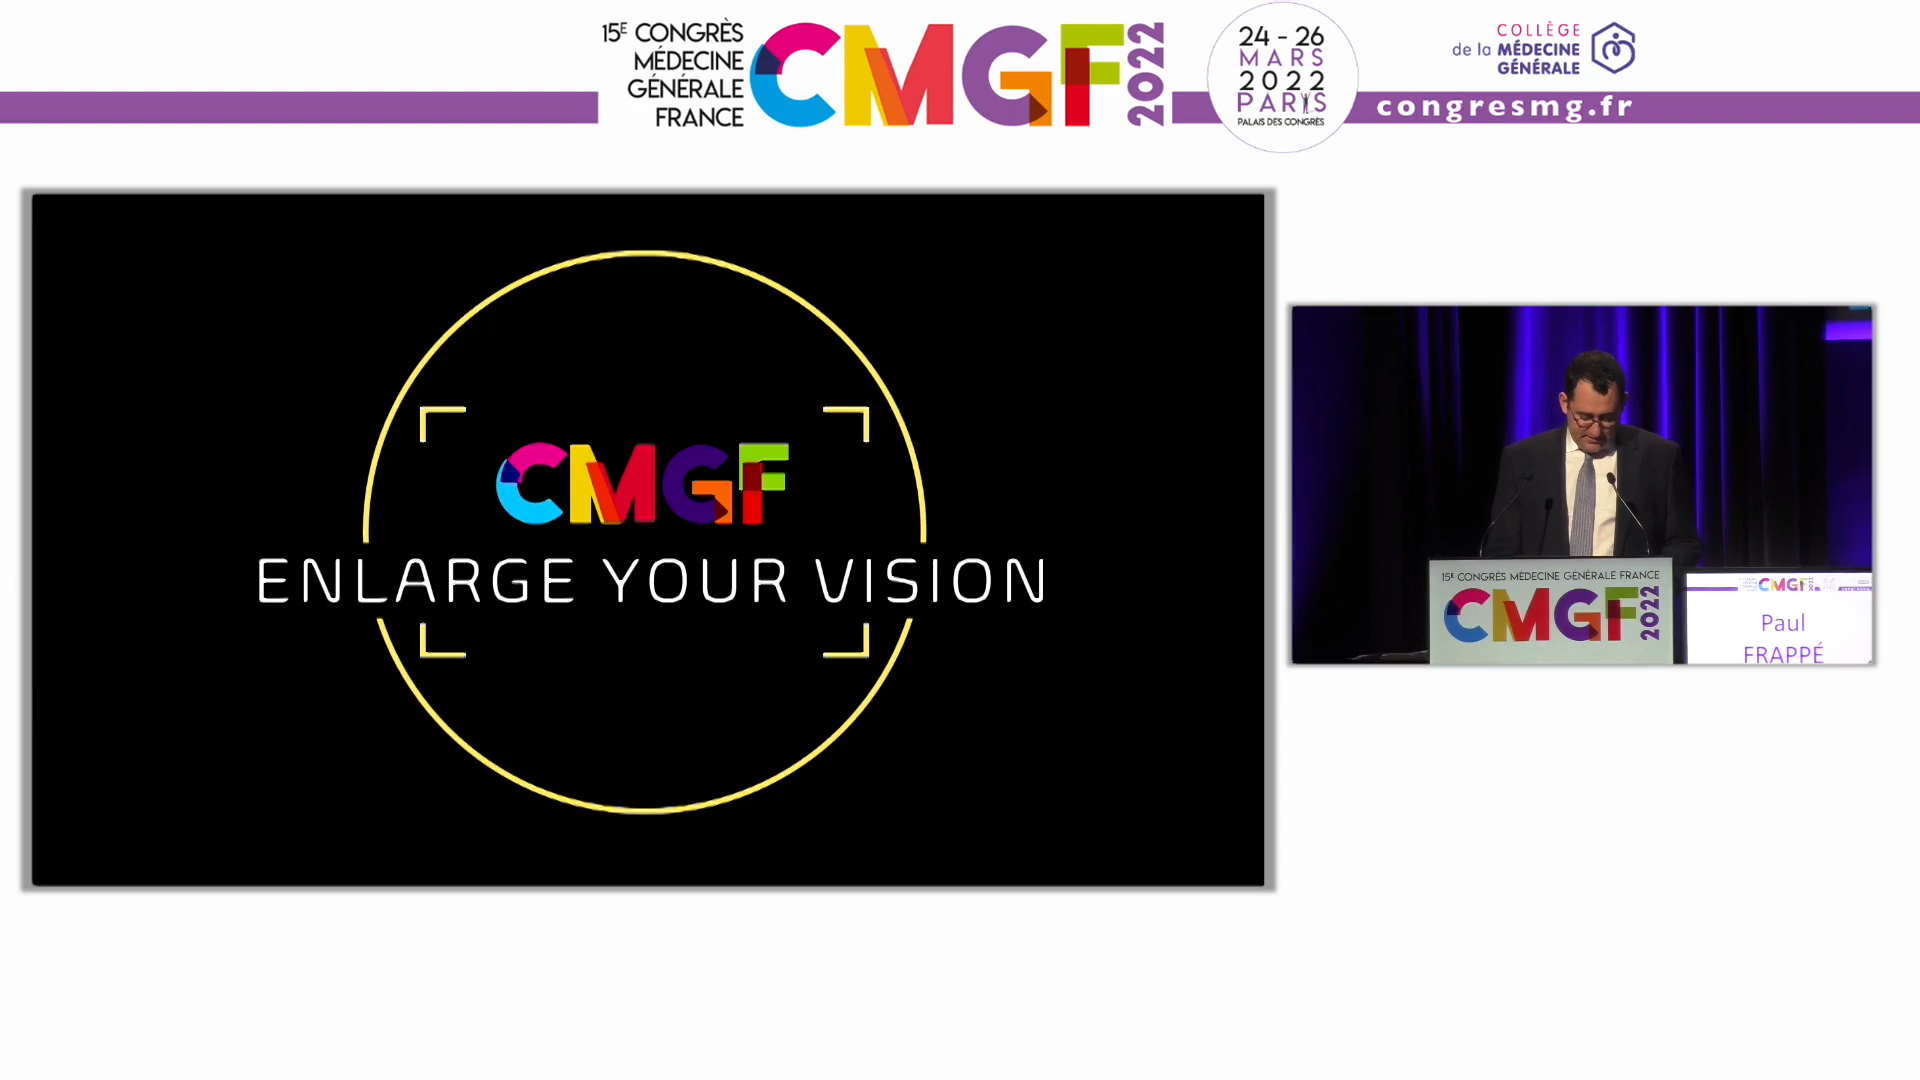 15E CONGRÈS
MÉDECINE
GÉNÉRALE
FRANCE
CMGF
2022
24 - 26
MARS
2022
PARIS
PALAIS DES CONGRÈS
COLLÈGE
de la MÉDECINE
GÉNÉRALE
congresmg.fr
CMGF
ENLARGE YOUR VISION
15E CONGRÈS MÉDECINE GÉNÉRALE FRANCE
CMGF
2022
CMGF
Paul
FRAPPÉ